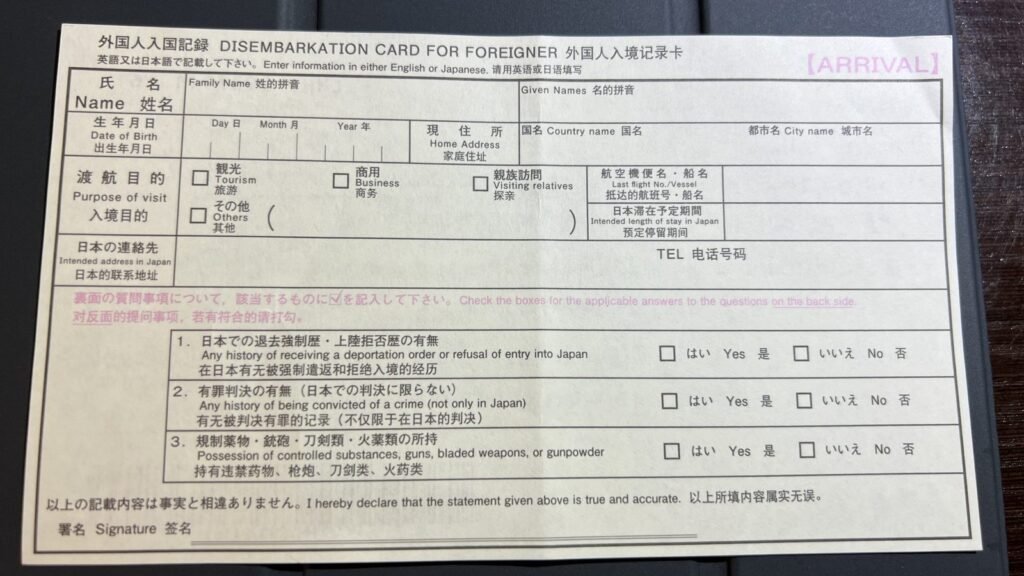 外国人入国記録 DISEMBARKATION CARD FOR FOREIGNER 外国人入境记录卡
英語又は日本語で記載して下さい。Enter information in either English or Japanese. 请用英语或日语填写
【ARRIVAL】
氏 名
Name 姓名
Family Name 姓的拼音
Given Names 名的拼音
生年月日
Date of Birth
出生年月日
Day 日 Month 月 Year 年
現住所
Home Address
家庭住址
国名 Country name 国名
都市名 City name 城市名
渡航目的
Purpose of visit
入境目的
観光
Tourism
旅游
商用
Business
商务
親族訪問
Visiting relatives
探亲
その他
Others
其他
( )
航空機便名・船名
Last flight No./Vessel
抵达的航班号・船名
日本滞在予定期間
Intended length of stay in Japan
预定停留期间
日本の連絡先
Intended address in Japan
日本的联系地址
TEL 电话号码
裏面の質問事項について、該当するものに☑を記入して下さい。Check the boxes for the applicable answers to the questions on the back side.
对反面的提问事项，若有符合的请打勾。
1. 日本での退去強制歴・上陸拒否歴の有無
Any history of receiving a deportation order or refusal of entry into Japan
在日本有无被强制遣返和拒绝入境的经历
□ はい Yes 是 □ いいえ No 否
2. 有罪判決の有無（日本での判決に限らない）
Any history of being convicted of a crime (not only in Japan)
有无被判决有罪的记录（不仅限于在日本的判决）
□ はい Yes 是 □ いいえ No 否
3. 規制薬物・銃砲・刀剣類・火薬類の所持
Possession of controlled substances, guns, bladed weapons, or gunpowder
持有违禁药物、枪炮、刀剑类、火药类
□ はい Yes 是 □ いいえ No 否
以上の記載内容は事実と相違ありません。I hereby declare that the statement given above is true and accurate. 以上所填内容属实无误。
署名 Signature 签名